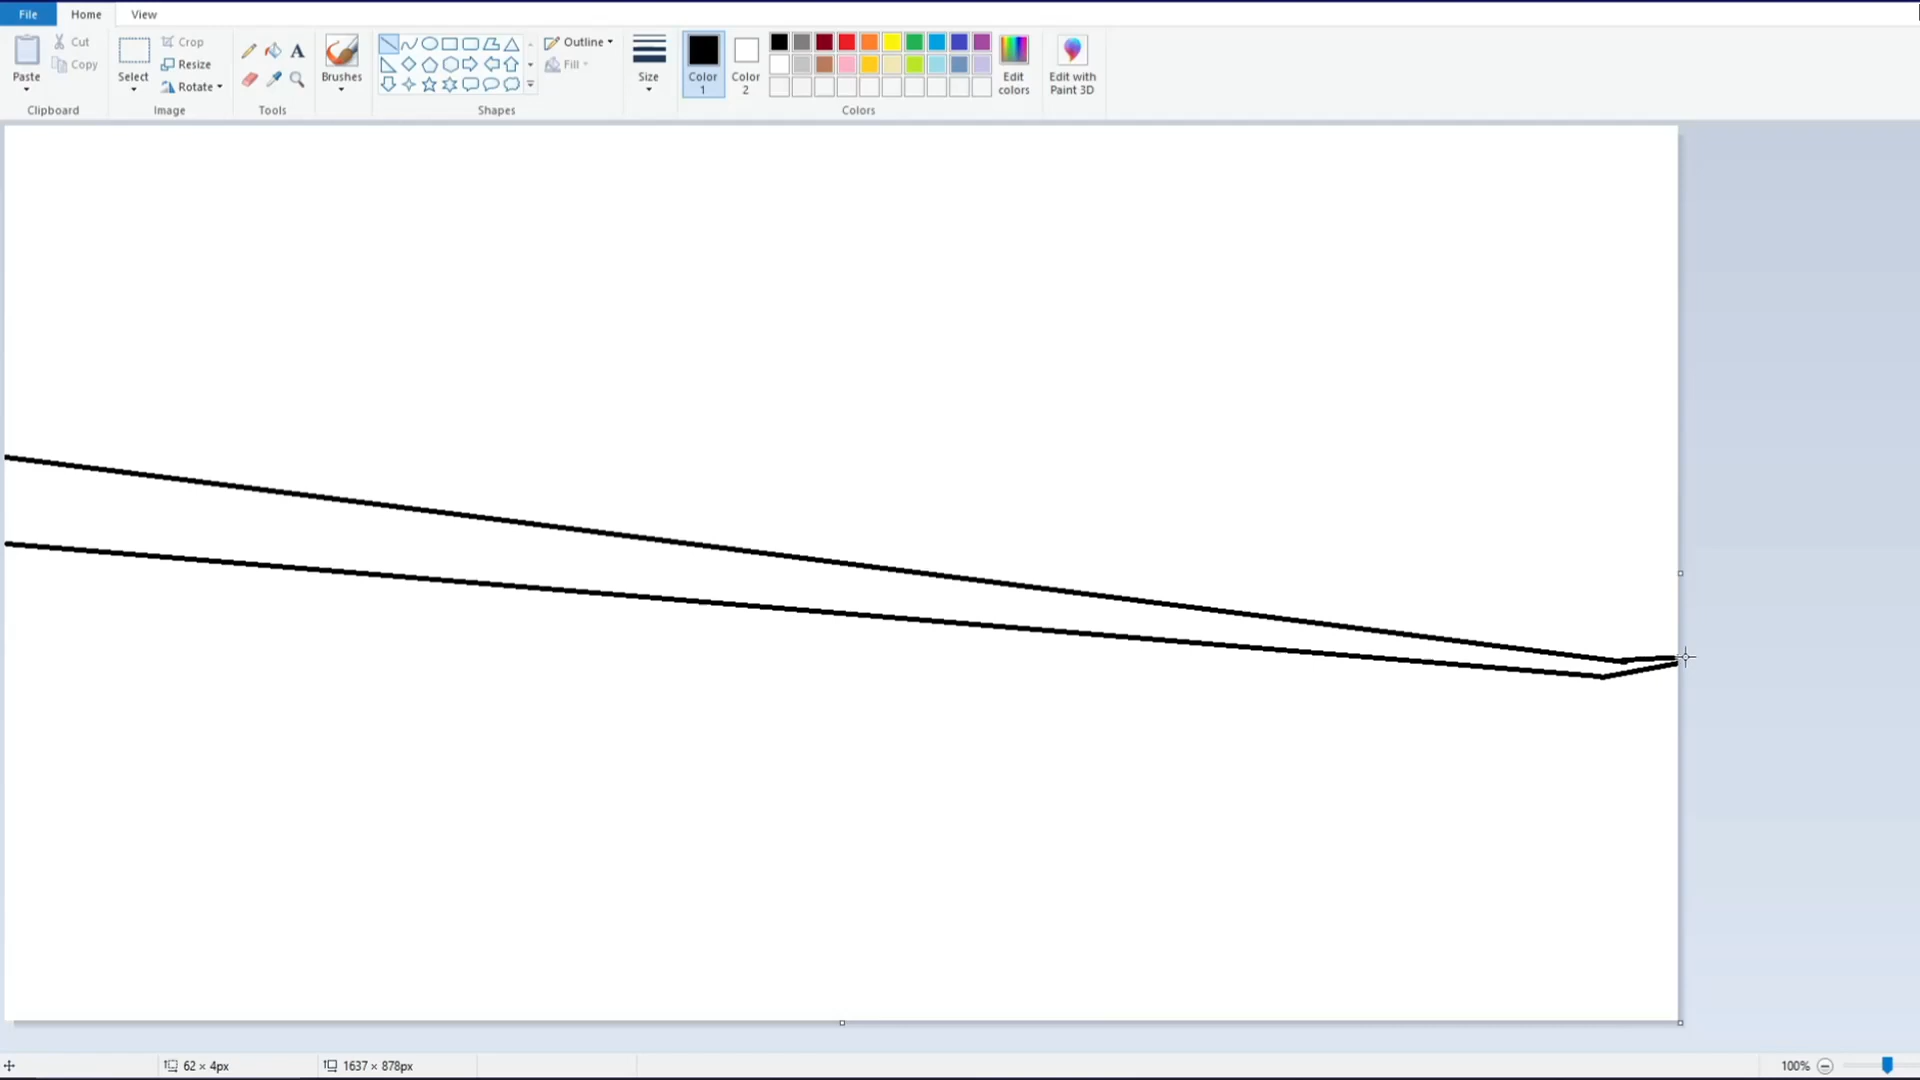 File Home View
Paste
Cut
Copy
Clipboard
Select
Crop
Resize
Rotate
Image
A
Tools
Brushes
Outline
Fill
Shapes
Size
Color 1
Color 2
Edit colors
Edit with Paint 3D
Colors
62 × 4px
1637 × 878px
100%